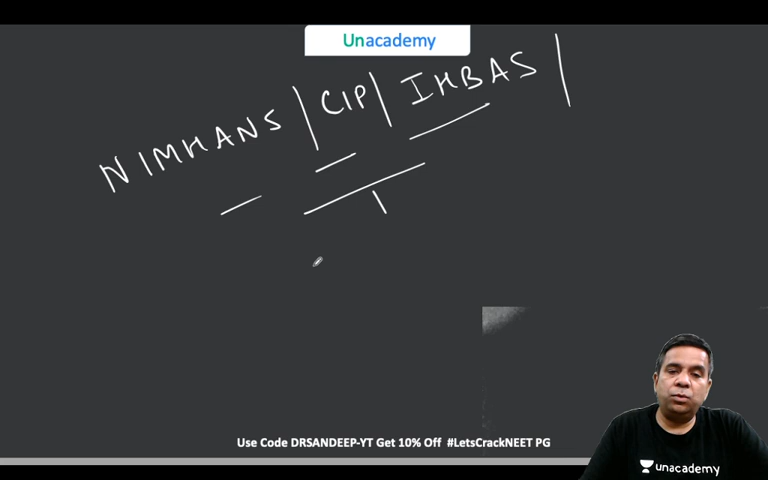 Unacademy
NIMHANS | CIP | IHBAS |
Use Code DRSANDEEP-YT Get 10% Off #LetsCrackNEET PG
unacademy